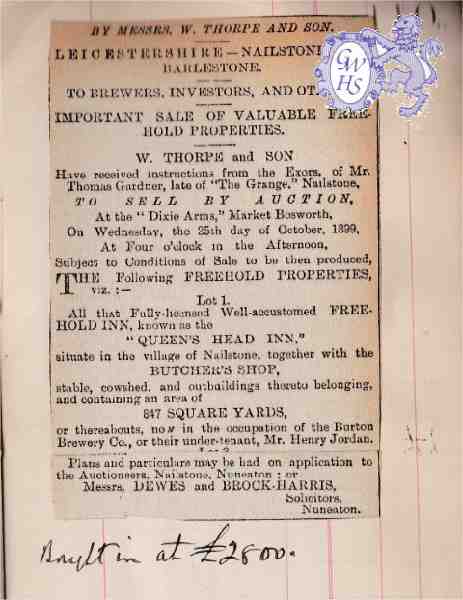 BY MESSRS. W. THORPE AND SON.
LEICESTERSHIRE—NAILSTONE
BARLESTONE.
TO BREWERS, INVESTORS, AND OT
IMPORTANT SALE OF VALUABLE FREE-
HOLD PROPERTIES.
W. THORPE and SON
Have received instructions from the Exors. of Mr.
Thomas Gardner, late of "The Grange," Nailstone,
TO SELL BY AUCTION,
At the "Dixie Arms," Market Bosworth,
On Wednesday, the 25th day of October, 1899,
At Four o'clock in the Afternoon,
Subject to Conditions of Sale to be then produced,
THE Following FREEHOLD PROPERTIES,
viz.:—
Lot 1.
All that Fully-licensed Well-accustomed FREE-
HOLD INN, known as the
"QUEEN'S HEAD INN,"
situate in the village of Nailstone, together with the
BUTCHER'S SHOP,
stable, cowshed, and outbuildings thereto belonging,
and containing an area of
847 SQUARE YARDS,
or thereabouts, now in the occupation of the Burton
Brewery Co., or their under-tenant, Mr. Henry Jordan.
Plans and particulars may be had on application to
the Auctioneers, Nailstone, Nuneaton; or
Messrs. DEWES and BROCK-HARRIS,
Solicitors,
Nuneaton.
Bought in at £2800.
GWHS